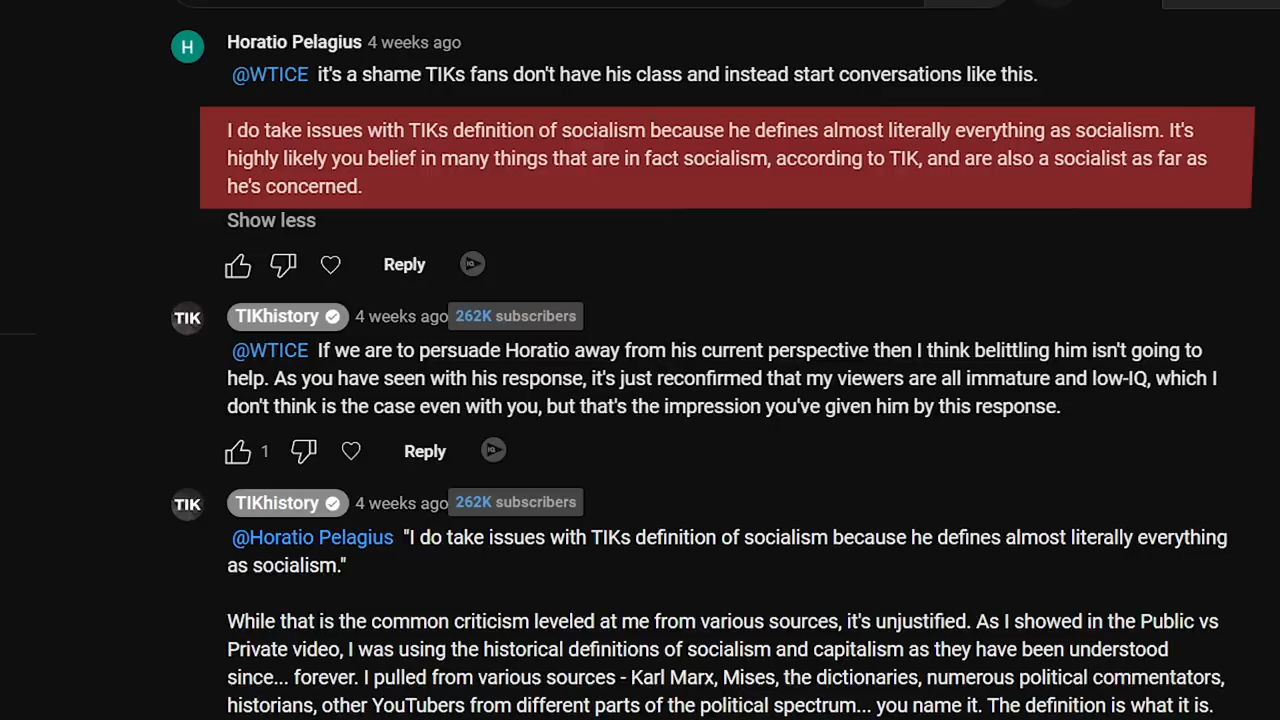 H
Horatio Pelagius 4 weeks ago
@WTICE it's a shame TIKs fans don't have his class and instead start conversations like this.
I do take issues with TIKs definition of socialism because he defines almost literally everything as socialism. It's
highly likely you belief in many things that are in fact socialism, according to TIK, and are also a socialist as far as
he's concerned.
Show less
Reply IQ
TIK
TIKhistory 4 weeks ago 262K subscribers
@WTICE If we are to persuade Horatio away from his current perspective then I think belittling him isn't going to
help. As you have seen with his response, it's just reconfirmed that my viewers are all immature and low-IQ, which I
don't think is the case even with you, but that's the impression you've given him by this response.
1 Reply IQ
TIK
TIKhistory 4 weeks ago 262K subscribers
@Horatio Pelagius "I do take issues with TIKs definition of socialism because he defines almost literally everything
as socialism."
While that is the common criticism leveled at me from various sources, it's unjustified. As I showed in the Public vs
Private video, I was using the historical definitions of socialism and capitalism as they have been understood
since... forever. I pulled from various sources - Karl Marx, Mises, the dictionaries, numerous political commentators,
historians, other YouTubers from different parts of the political spectrum... you name it. The definition is what it is.